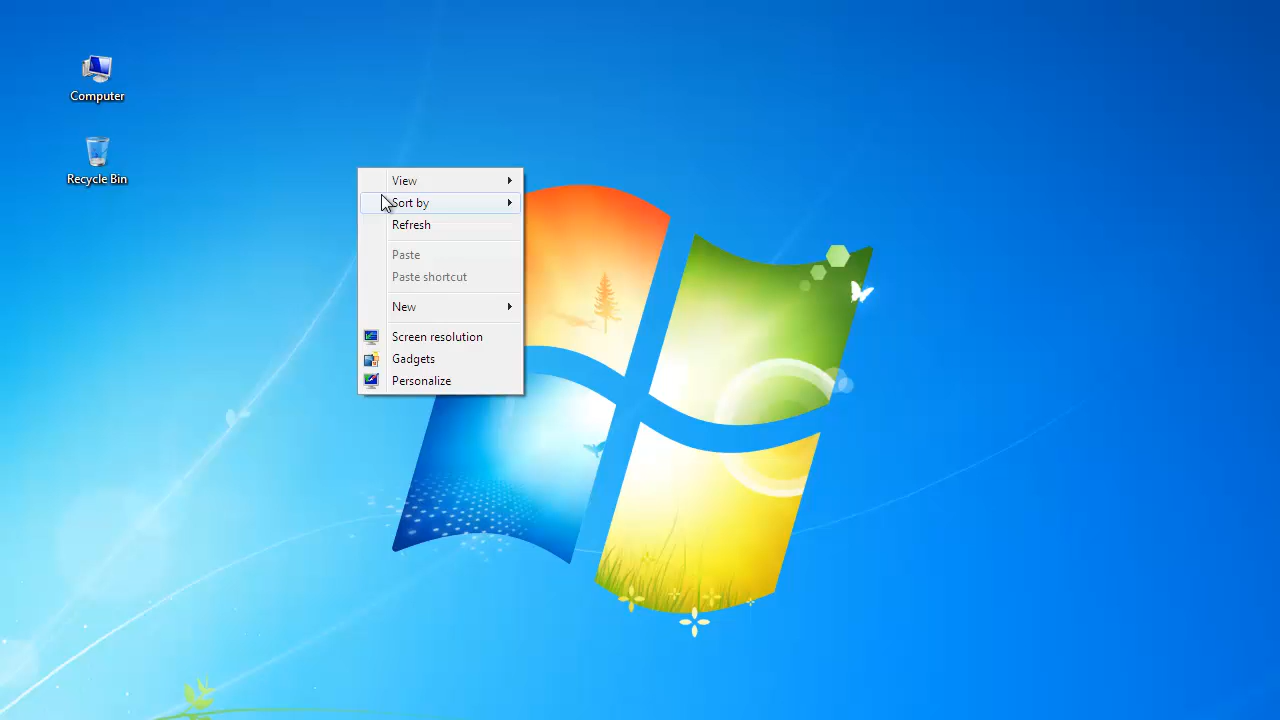 Computer
Recycle Bin
View
Sort by
Refresh
Paste
Paste shortcut
New
Screen resolution
Gadgets
Personalize